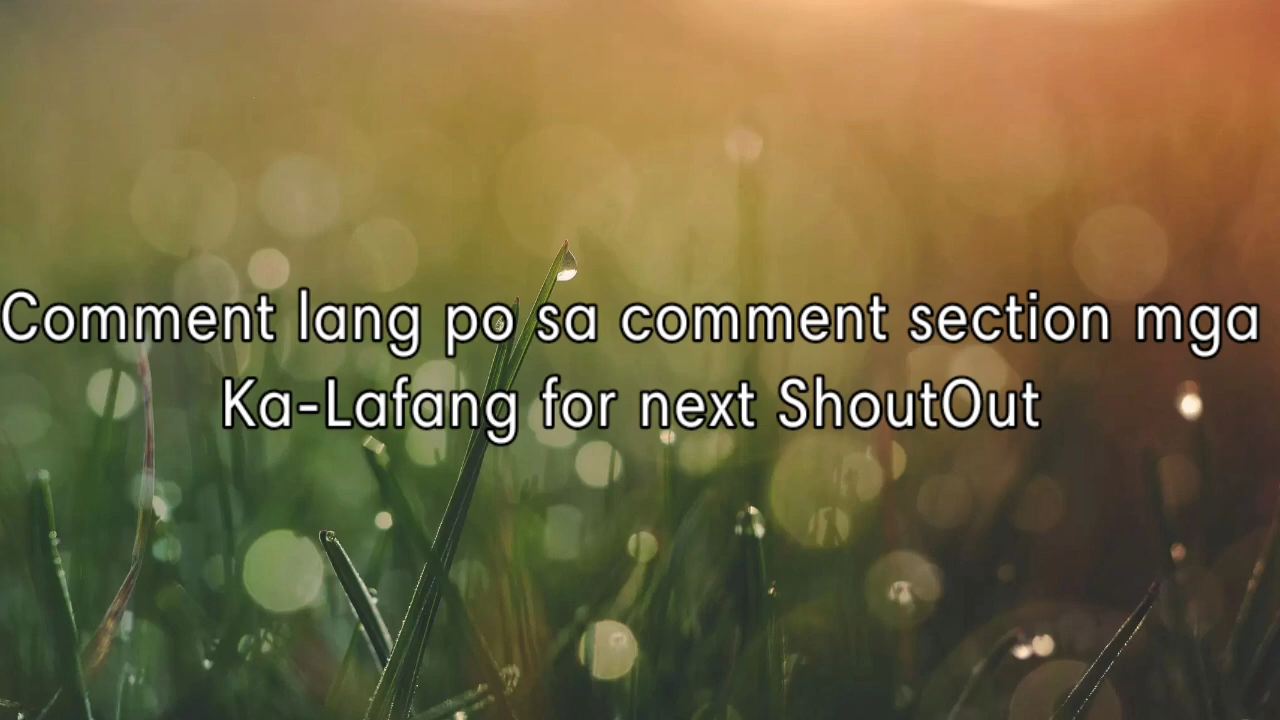 Comment lang po sa comment section mga
Ka-Lafang for next ShoutOut